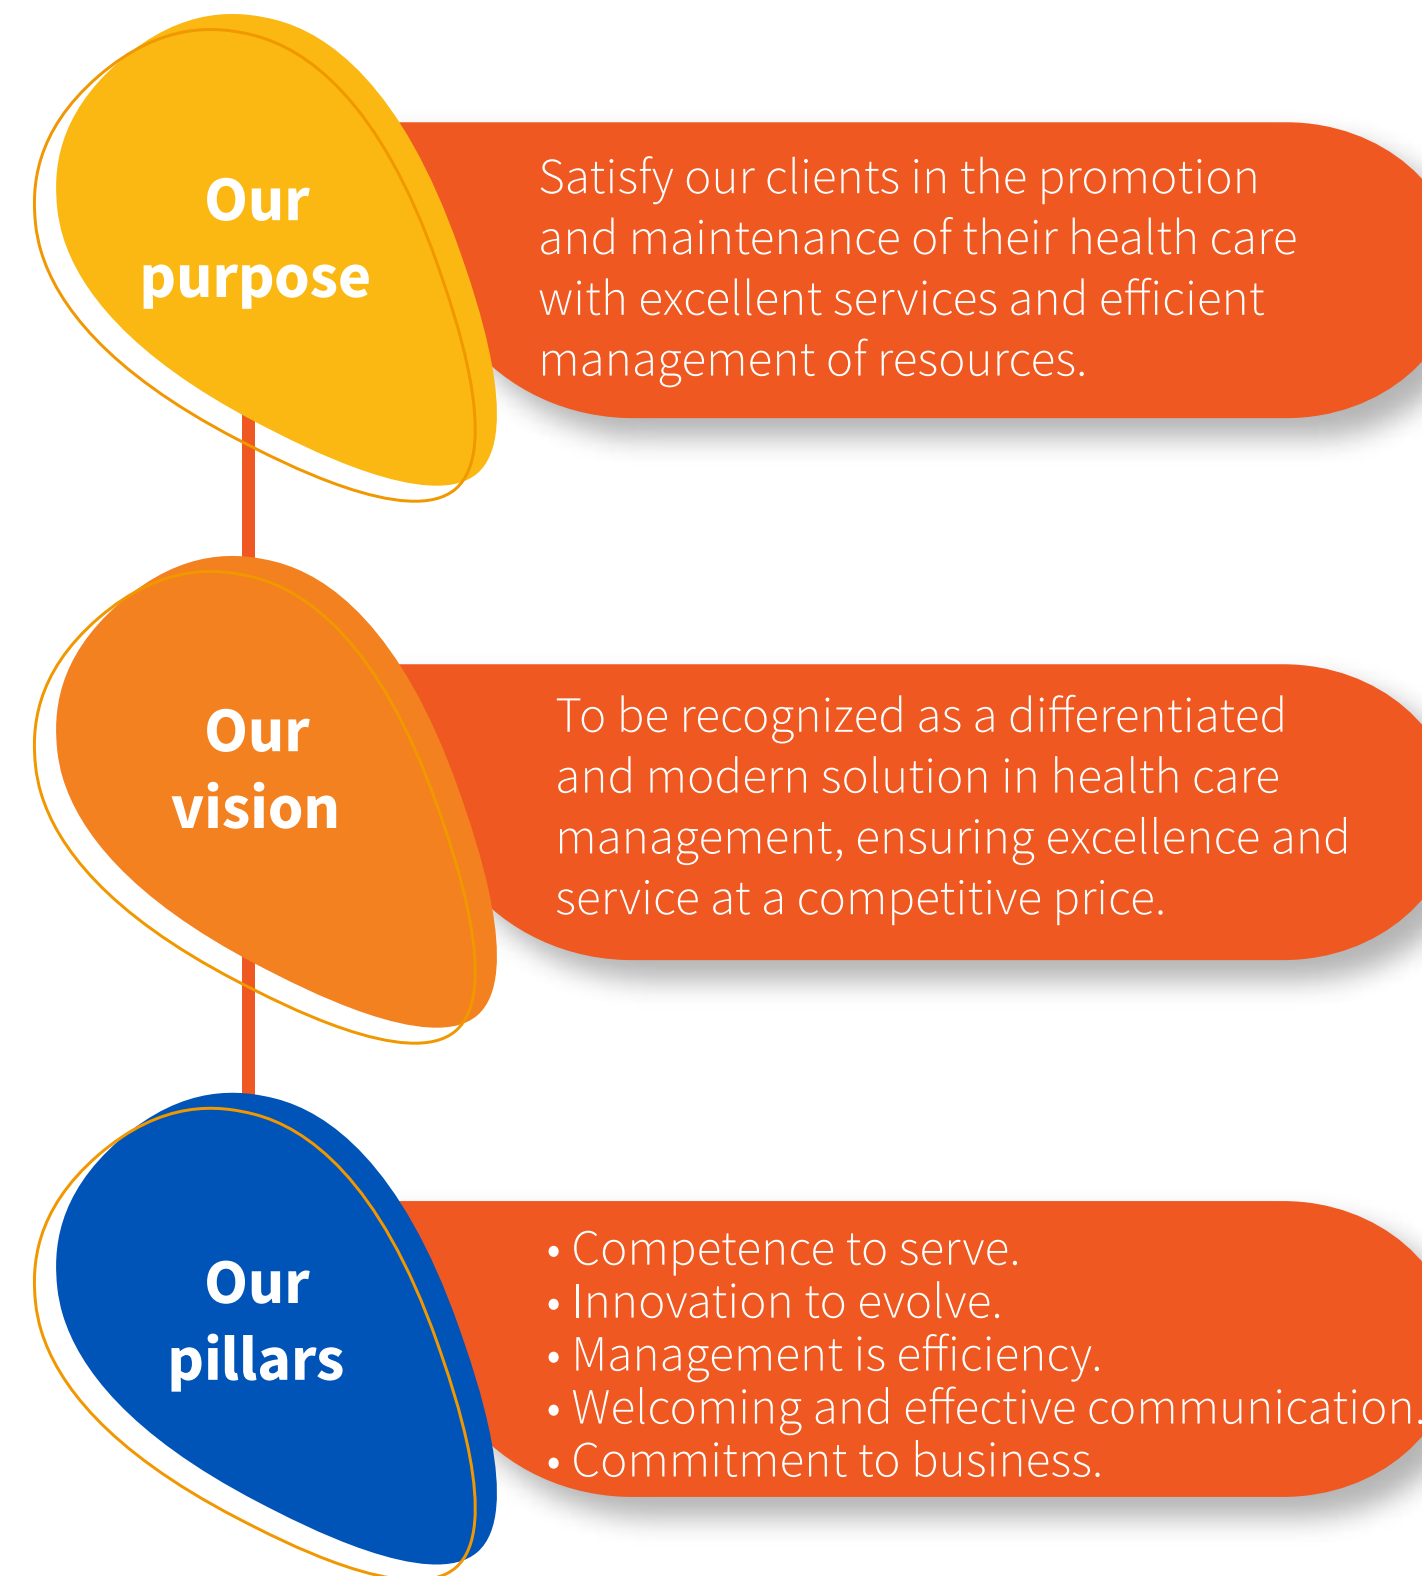 Our
purpose
Satisfy our clients in the promotion
and maintenance of their health care
with excellent services and efficient
management of resources.
Our
vision
To be recognized as a differentiated
and modern solution in health care
management, ensuring excellence and
service at a competitive price.
Our
pillars
• Competence to serve.
• Innovation to evolve.
• Management is efficiency.
• Welcoming and effective communication.
• Commitment to business.